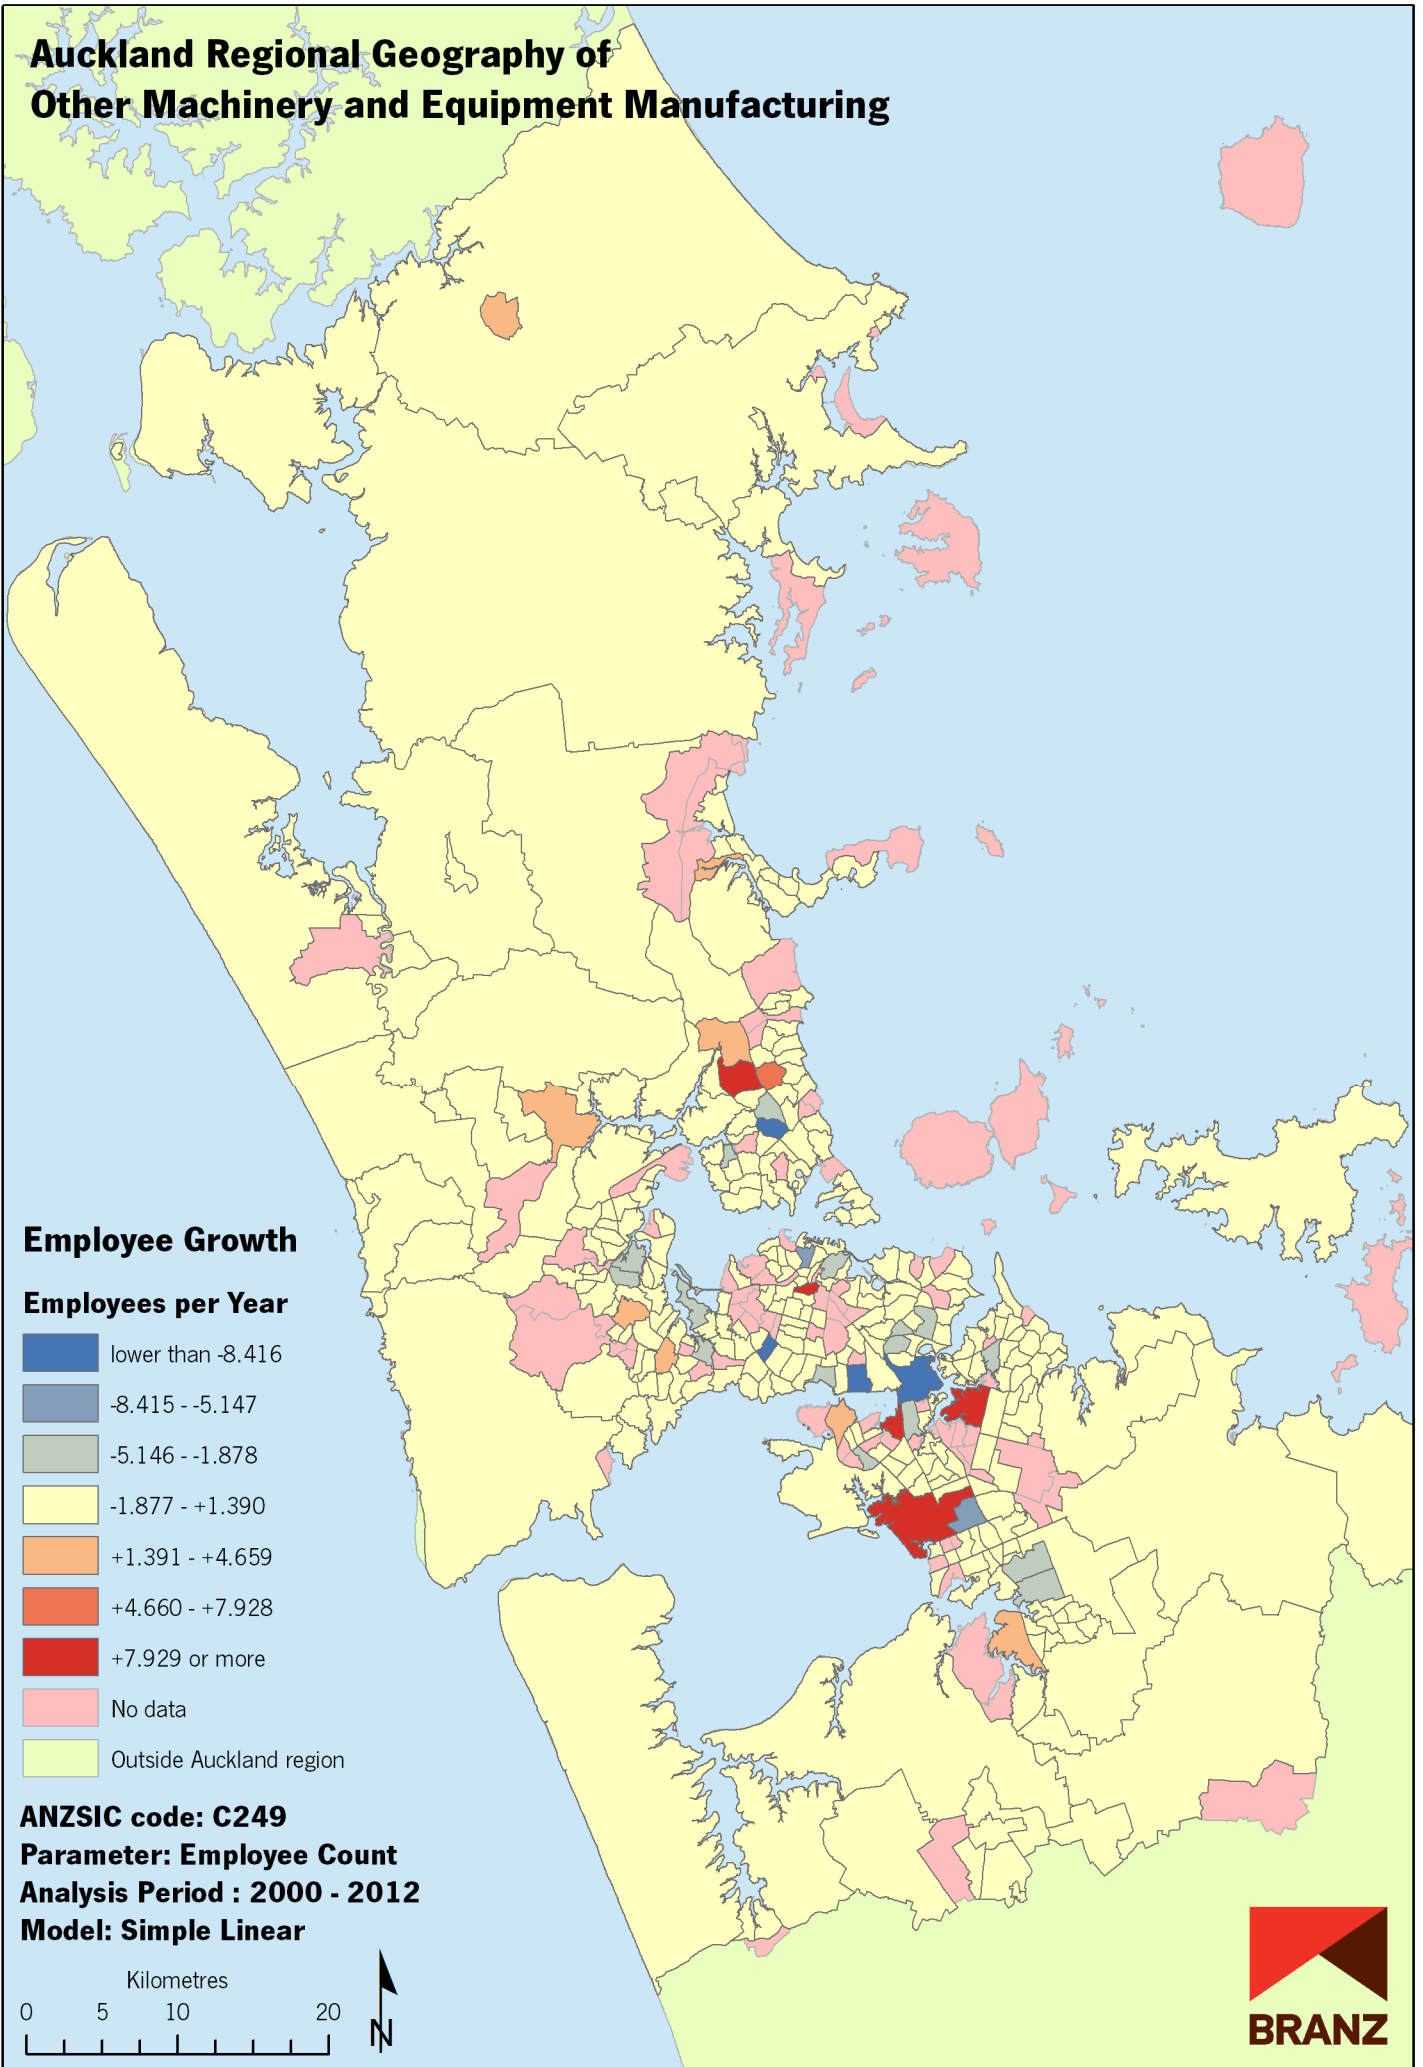 Auckland Regional Geography of
Other Machinery and Equipment Manufacturing
Employee Growth
Employees per Year
lower than -8.416
-8.415 - -5.147
-5.146 - -1.878
-1.877 - +1.390
+1.391 - +4.659
+4.660 - +7.928
+7.929 or more
No data
Outside Auckland region
ANZSIC code: C249
Parameter: Employee Count
Analysis Period : 2000 - 2012
Model: Simple Linear
Kilometres
0 5 10 20
N
BRANZ